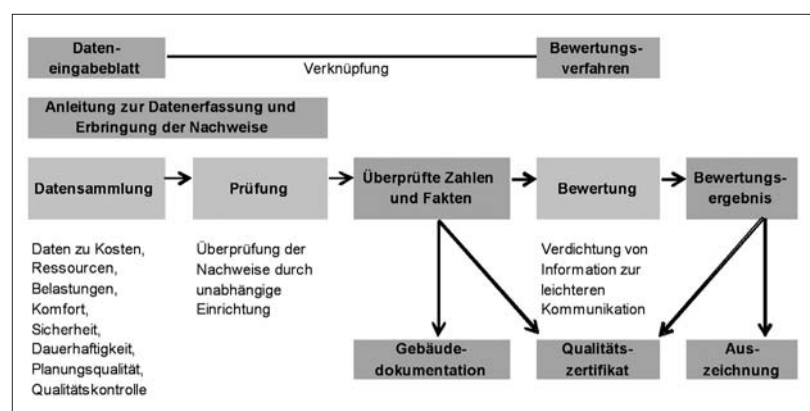 Daten-
eingabeblatt
Verknüpfung
Bewertungs-
verfahren
Anleitung zur Datenerfassung und
Erbringung der Nachweise
Datensammlung
Prüfung
Überprüfte Zahlen
und Fakten
Bewertung
Bewertungs-
ergebnis
Daten zu Kosten,
Ressourcen,
Belastungen,
Komfort,
Sicherheit,
Dauerhaftigkeit,
Planungsqualität,
Qualitätskontrolle
Überprüfung der
Nachweise durch
unabhängige
Einrichtung
Verdichtung von
Information zur
leichteren
Kommunikation
Gebäude-
dokumentation
Qualitäts-
zertifikat
Aus-
zeichnung